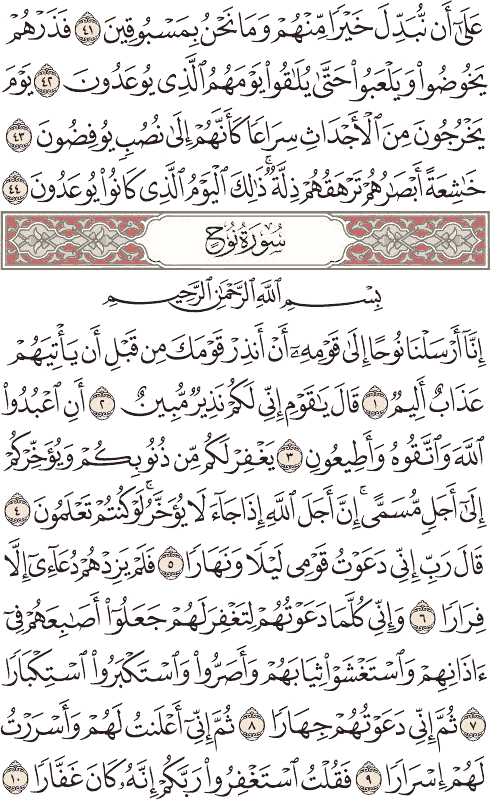 عَلَىٰٓ أَن نُّبَدِّلَ خَيْرًا مِّنْهُمْ وَمَا نَحْنُ بِمَسْبُوقِينَ ٤١ فَذَرْهُمْ
يَخُوضُوا۟ وَيَلْعَبُوا۟ حَتَّىٰ يُلَـٰقُوا۟ يَوْمَهُمُ ٱلَّذِى يُوعَدُونَ ٤٢ يَوْمَ
يَخْرُجُونَ مِنَ ٱلْأَجْدَاثِ سِرَاعًا كَأَنَّهُمْ إِلَىٰ نُصُبٍ يُوفِضُونَ ٤٣
خَـٰشِعَةً أَبْصَـٰرُهُمْ تَرْهَقُهُمْ ذِلَّةٌ ۚ ذَٰلِكَ ٱلْيَوْمُ ٱلَّذِى كَانُوا۟ يُوعَدُونَ ٤٤
سُورَةُ نُوحٍ
بِسْمِ ٱللَّهِ ٱلرَّحْمَـٰنِ ٱلرَّحِيمِ
إِنَّآ أَرْسَلْنَا نُوحًا إِلَىٰ قَوْمِهِۦٓ أَنْ أَنذِرْ قَوْمَكَ مِن قَبْلِ أَن يَأْتِيَهُمْ
عَذَابٌ أَلِيمٌ ١ قَالَ يَـٰقَوْمِ إِنِّى لَكُمْ نَذِيرٌ مُّبِينٌ ٢ أَنِ ٱعْبُدُوا۟
ٱللَّهَ وَٱتَّقُوهُ وَأَطِيعُونِ ٣ يَغْفِرْ لَكُم مِّن ذُنُوبِكُمْ وَيُؤَخِّرْكُمْ
إِلَىٰٓ أَجَلٍ مُّسَمًّى ۚ إِنَّ أَجَلَ ٱللَّهِ إِذَا جَآءَ لَا يُؤَخَّرُ ۖ لَوْ كُنتُمْ تَعْلَمُونَ ٤
قَالَ رَبِّ إِنِّى دَعَوْتُ قَوْمِى لَيْلًا وَنَهَارًا ٥ فَلَمْ يَزِدْهُمْ دُعَآءِىٓ إِلَّا
فِرَارًا ٦ وَإِنِّى كُلَّمَا دَعَوْتُهُمْ لِتَغْفِرَ لَهُمْ جَعَلُوٓا۟ أَصَـٰبِعَهُمْ فِىٓ
ءَاذَانِهِمْ وَٱسْتَغْشَوْا۟ ثِيَابَهُمْ وَأَصَرُّوا۟ وَٱسْتَكْبَرُوا۟ ٱسْتِكْبَارًا
٧ ثُمَّ إِنِّى دَعَوْتُهُمْ جِهَارًا ٨ ثُمَّ إِنِّىٓ أَعْلَنتُ لَهُمْ وَأَسْرَرْتُ
لَهُمْ إِسْرَارًا ٩ فَقُلْتُ ٱسْتَغْفِرُوا۟ رَبَّكُمْ إِنَّهُۥ كَانَ غَفَّارًا ١٠